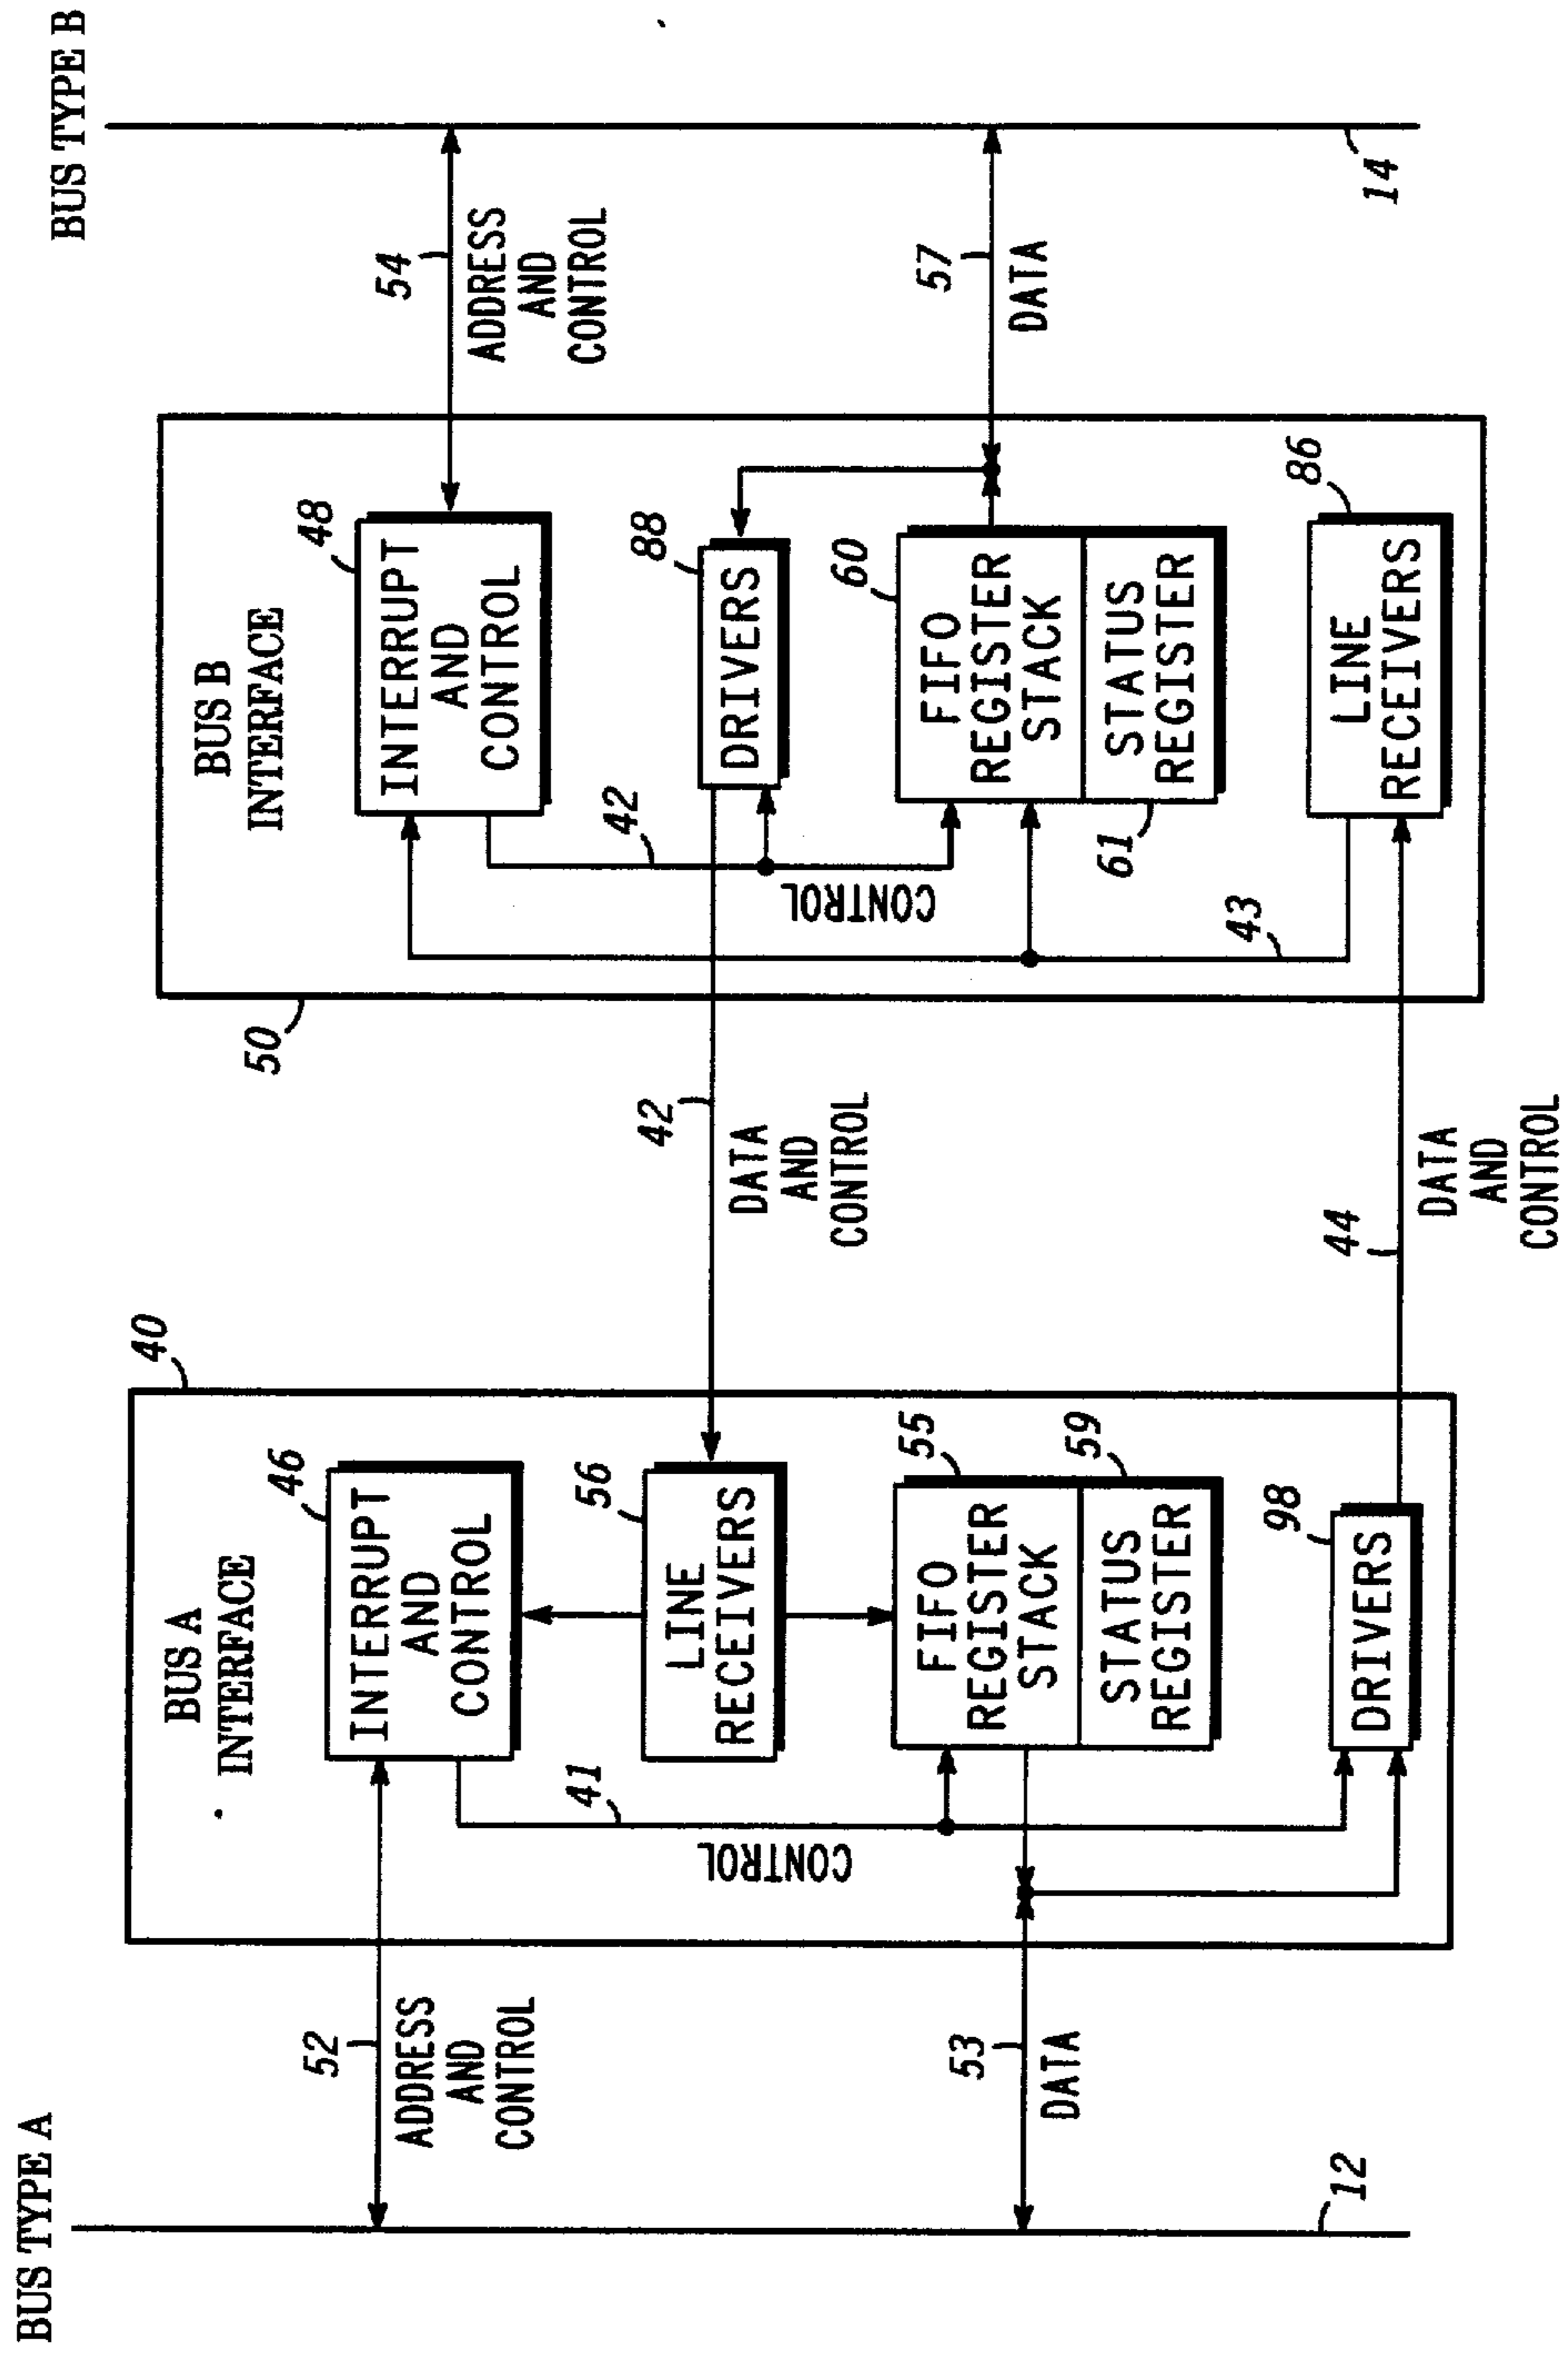 BUS TYPE A
BUS TYPE B
12
52
ADDRESS
AND
CONTROL
53
DATA
40
BUS A
INTERFACE
46
INTERRUPT
AND
CONTROL
41
CONTROL
56
LINE
RECEIVERS
55
FIFO
REGISTER
STACK
59
STATUS
REGISTER
98
DRIVERS
42
DATA
AND
CONTROL
44
DATA
AND
CONTROL
50
BUS B
INTERFACE
48
INTERRUPT
AND
CONTROL
42
CONTROL
88
DRIVERS
60
FIFO
REGISTER
STACK
61
STATUS
REGISTER
43
86
LINE
RECEIVERS
54
ADDRESS
AND
CONTROL
57
DATA
14